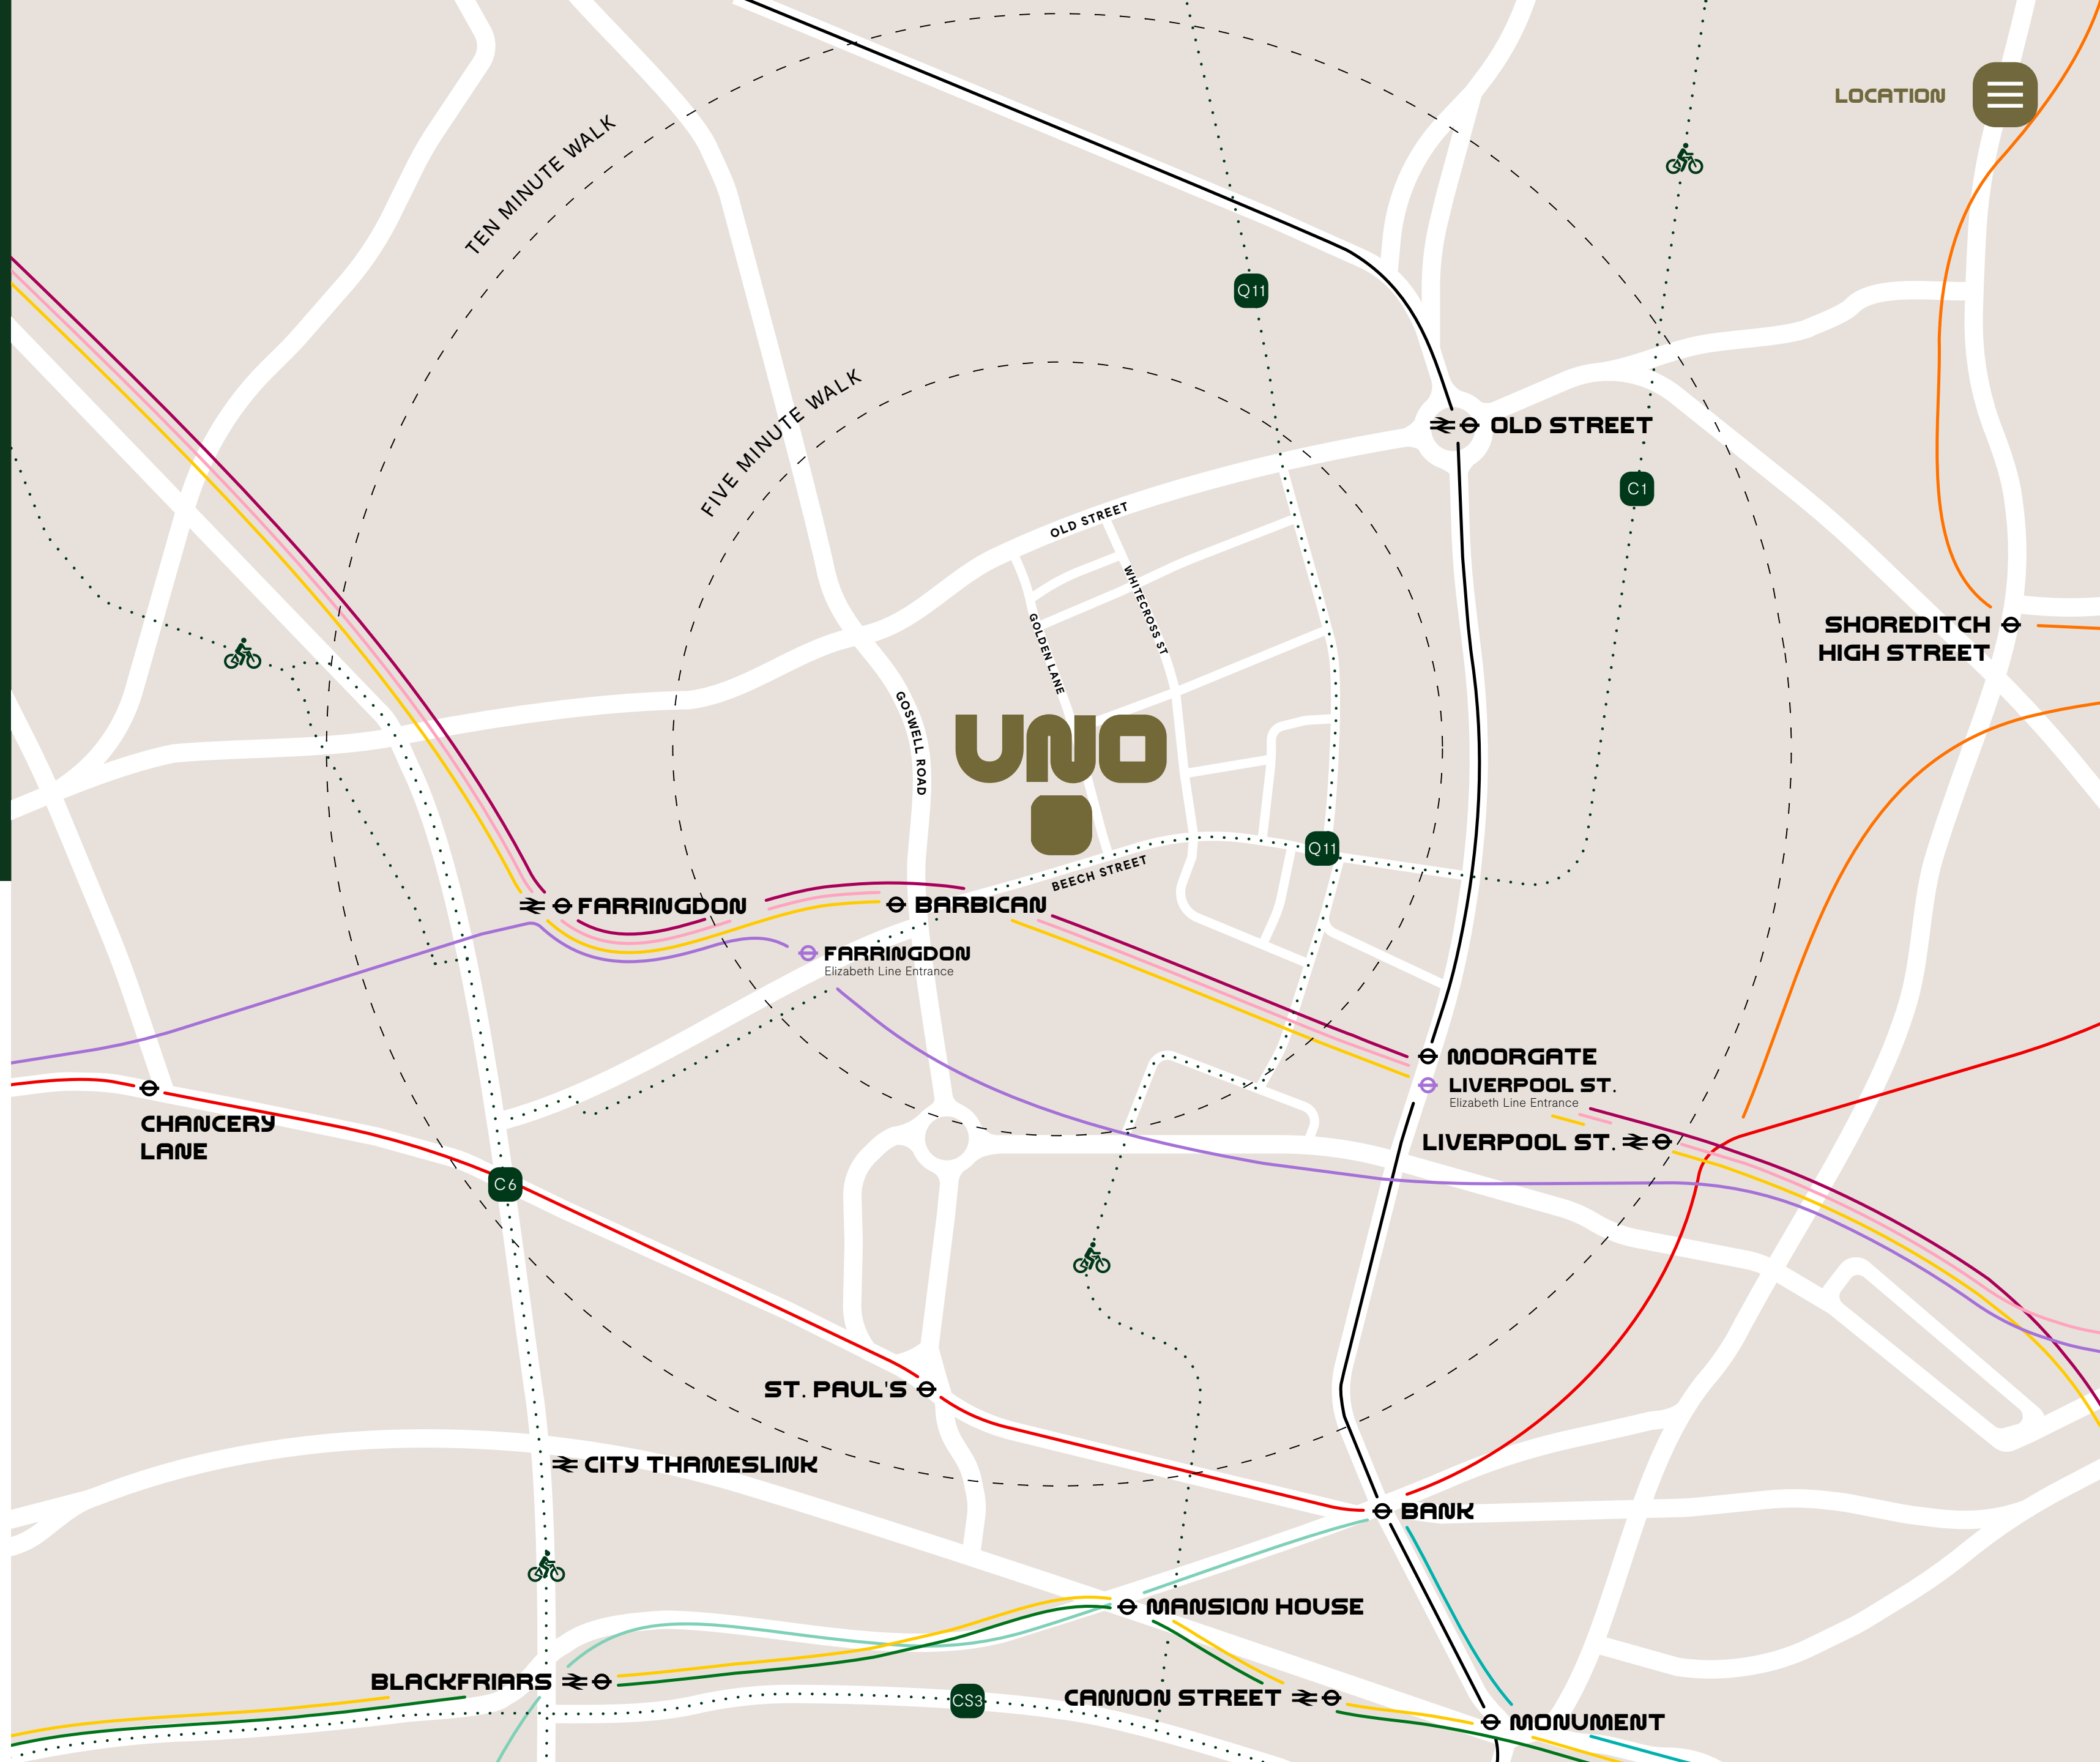 LOCATION
TEN MINUTE WALK
Q11
FIVE MINUTE WALK
OLD STREET
C1
OLD STREET
WHITECROSS ST
GOLDEN LANE
SHOREDITCH
HIGH STREET
GOSWELL ROAD
UNO
Q11
BEECH STREET
FARRINGDON
BARBICAN
FARRINGDON
Elizabeth Line Entrance
MOORGATE
LIVERPOOL ST.
Elizabeth Line Entrance
CHANCERY
LANE
LIVERPOOL ST.
C6
ST. PAUL'S
CITY THAMESLINK
BANK
MANSION HOUSE
BLACKFRIARS
CS3
CANNON STREET
MONUMENT